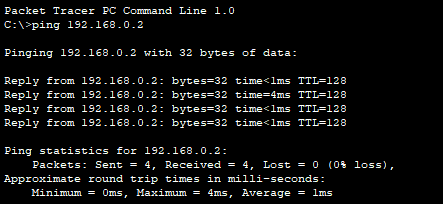 Packet Tracer PC Command Line 1.0
C:\>ping 192.168.0.2
Pinging 192.168.0.2 with 32 bytes of data:
Reply from 192.168.0.2: bytes=32 time<1ms TTL=128
Reply from 192.168.0.2: bytes=32 time=4ms TTL=128
Reply from 192.168.0.2: bytes=32 time<1ms TTL=128
Reply from 192.168.0.2: bytes=32 time<1ms TTL=128
Ping statistics for 192.168.0.2:
Packets: Sent = 4, Received = 4, Lost = 0 (0% loss),
Approximate round trip times in milli-seconds:
Minimum = 0ms, Maximum = 4ms, Average = 1ms